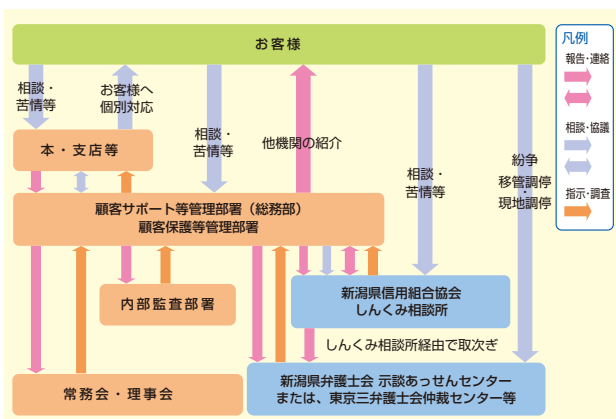 お客様
凡例
報告・連絡
相談・協議
指示・調査
相談・
苦情等
お客様へ
個別対応
相談・
苦情等
他機関の紹介
相談・
苦情等
紛争
移管調停・
現地調停
本・支店等
顧客サポート等管理部署（総務部）
顧客保護等管理部署
内部監査部署
新潟県信用組合協会
しんくみ相談所
しんくみ相談所経由で取次ぎ
常務会・理事会
新潟県弁護士会 示談あっせんセンター
または、東京三弁護士会仲裁センター等